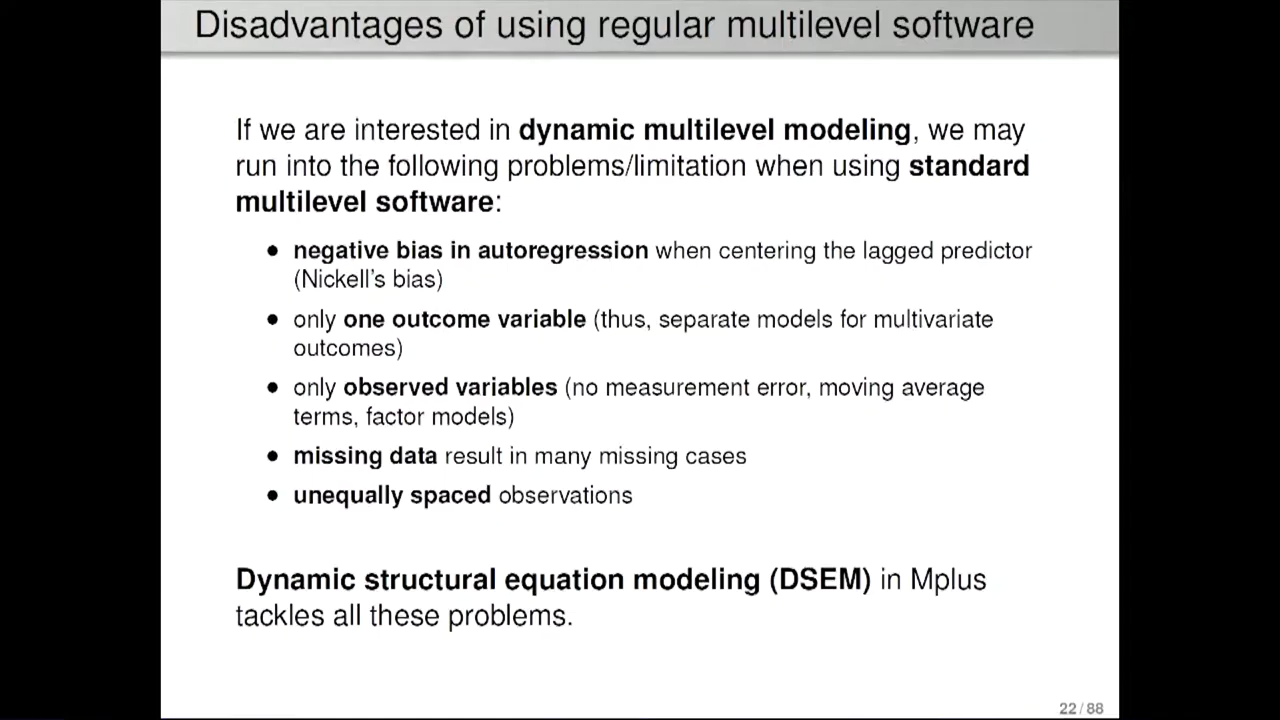 Disadvantages of using regular multilevel software
If we are interested in dynamic multilevel modeling, we may
run into the following problems/limitation when using standard
multilevel software:
• negative bias in autoregression when centering the lagged predictor
(Nickell's bias)
• only one outcome variable (thus, separate models for multivariate
outcomes)
• only observed variables (no measurement error, moving average
terms, factor models)
• missing data result in many missing cases
• unequally spaced observations
Dynamic structural equation modeling (DSEM) in Mplus
tackles all these problems.
22 / 88